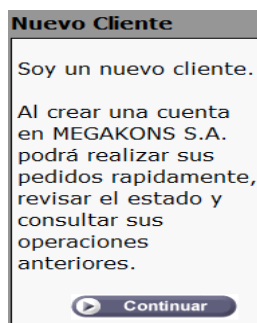 Nuevo Cliente
Soy un nuevo cliente.
Al crear una cuenta
en MEGAKONS S.A.
podrá realizar sus
pedidos rapidamente,
revisar el estado y
consultar sus
operaciones
anteriores.
Continuar